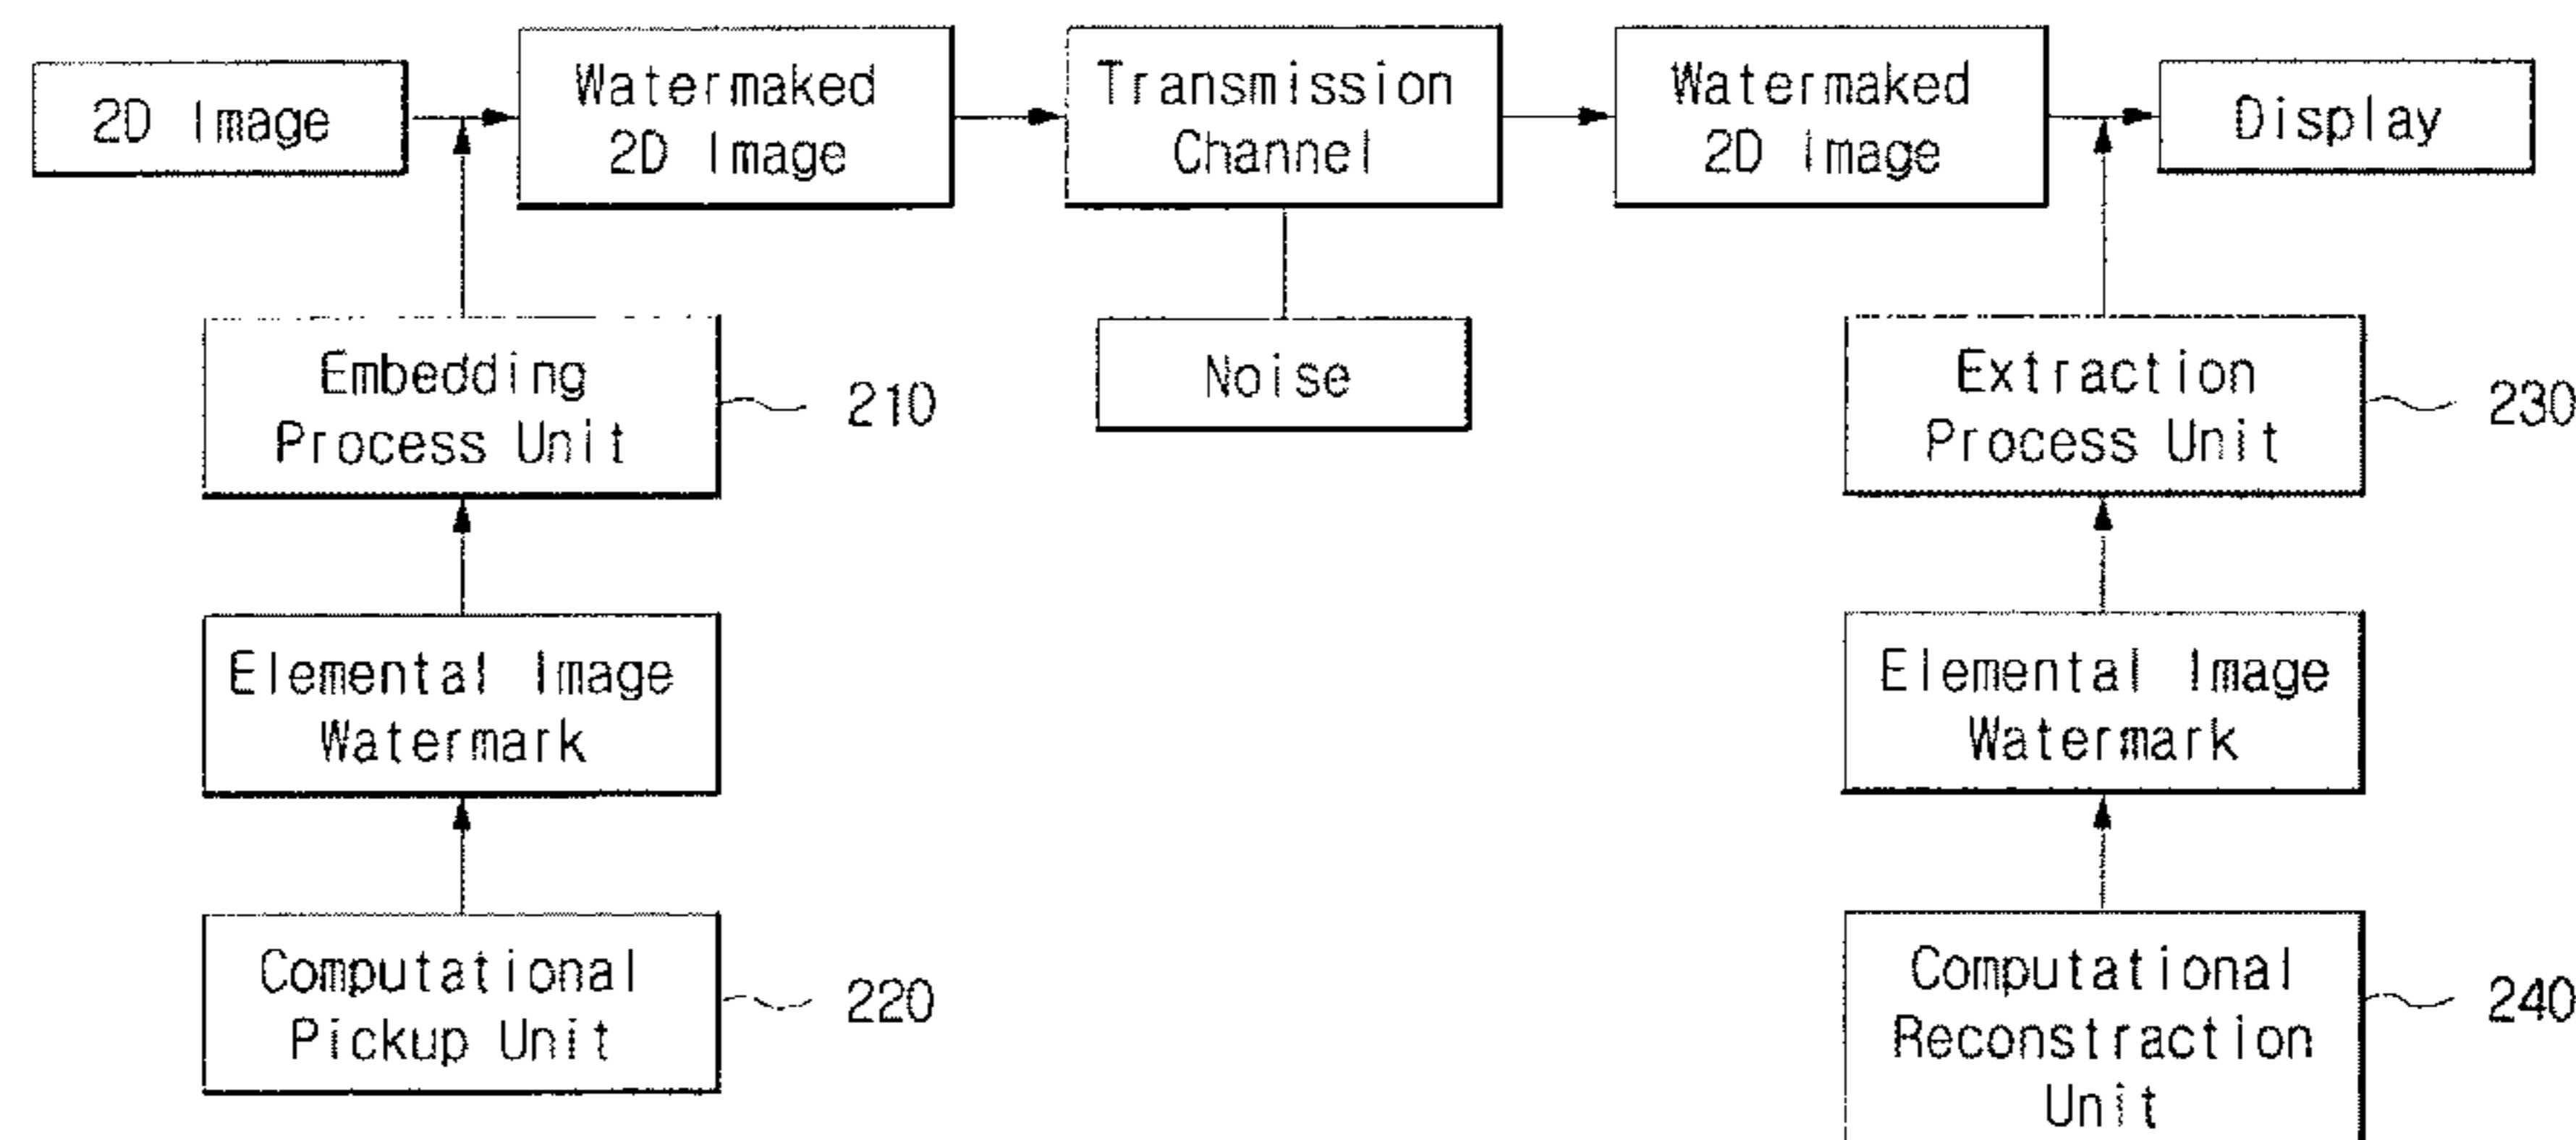 2D Image
Watermaked
2D Image
Transmission
Channel
Watermaked
2D Image
Display
Embedding
Process Unit
210
Noise
Extraction
Process Unit
230
Elemental Image
Watermark
Elemental Image
Watermark
Computational
Pickup Unit
220
Computational
Reconstraction
Unit
240